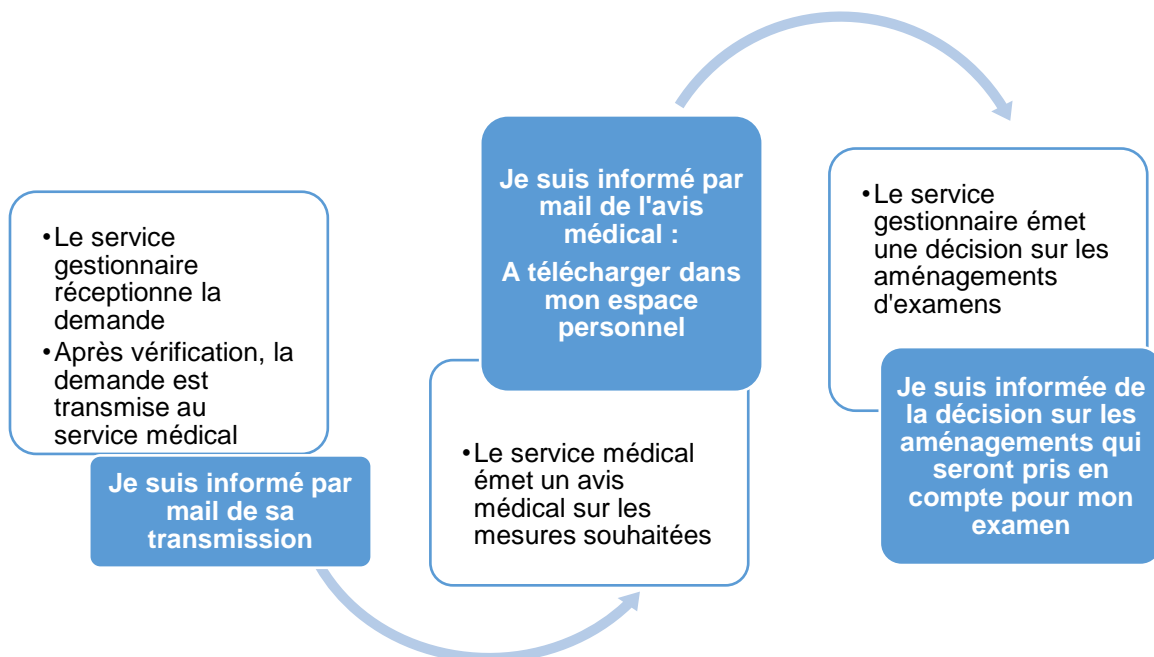 •Le service
gestionnaire
réceptionne la
demande
•Après vérification, la
demande est
transmise au
service médical
Je suis informé par
mail de sa
transmission
Je suis informé par
mail de l'avis
médical :
A télécharger dans
mon espace
personnel
•Le service médical
émet un avis
médical sur les
mesures souhaitées
•Le service
gestionnaire émet
une décision sur les
aménagements
d'examens
Je suis informée de
la décision sur les
aménagements qui
seront pris en
compte pour mon
examen